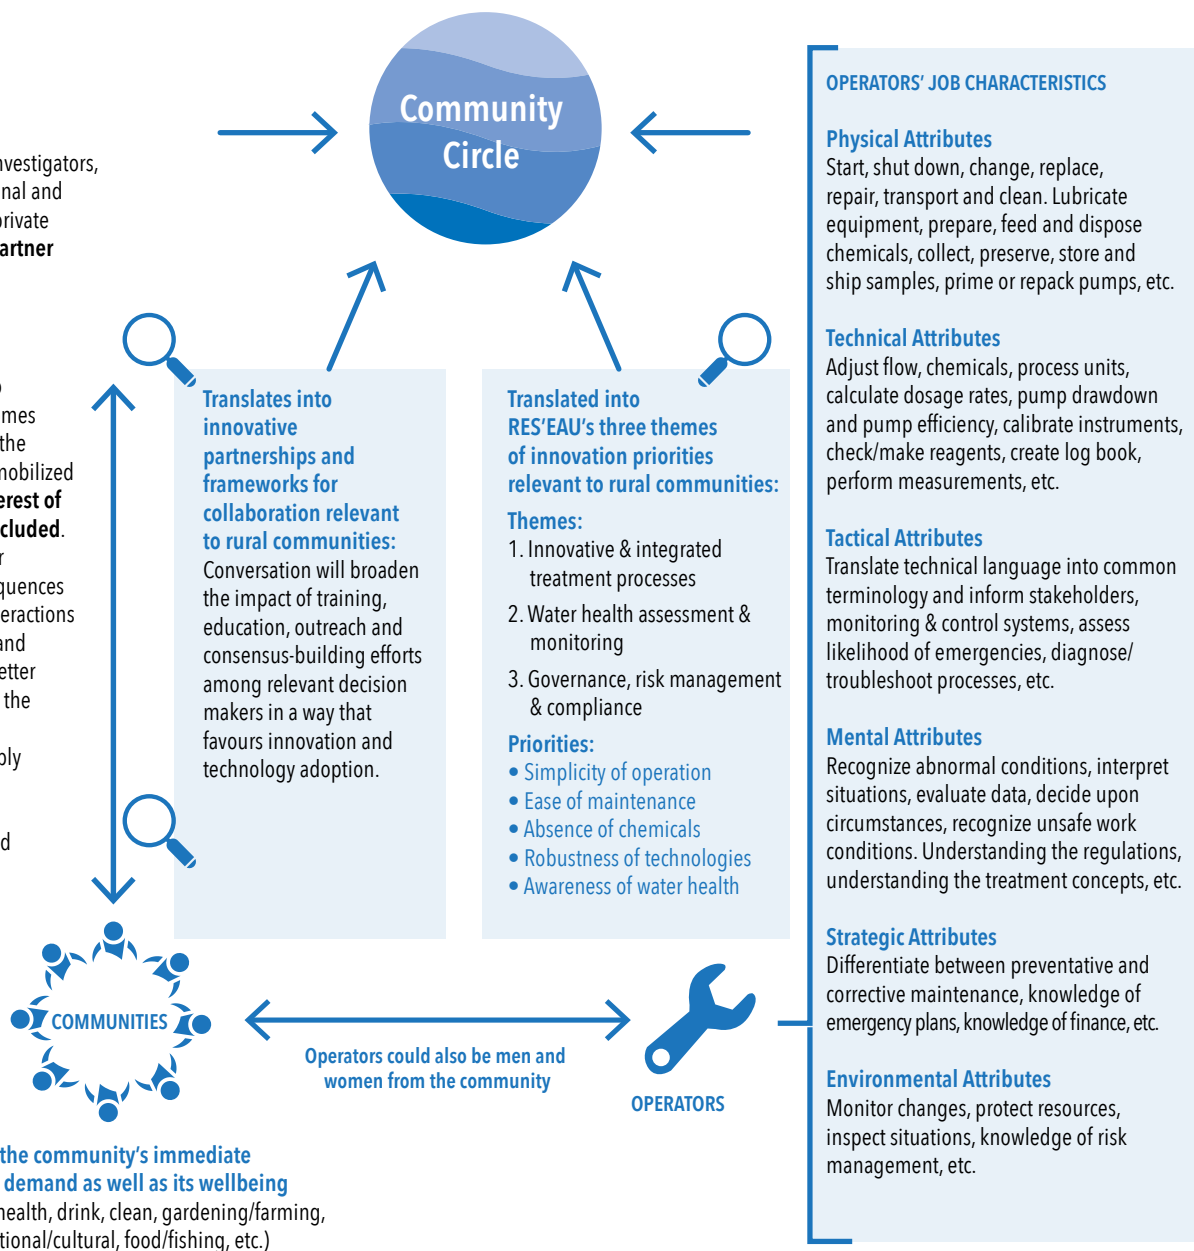 Community
Circle
nvestigators,
nal and
private
artner
mes
the
mobilized
erest of
cluded.
r
quences
eractions
and
etter
the
ply
d
Translates into
innovative
partnerships and
frameworks for
collaboration relevant
to rural communities:
Conversation will broaden
the impact of training,
education, outreach and
consensus-building efforts
among relevant decision
makers in a way that
favours innovation and
technology adoption.
Translated into
RES'EAU's three themes
of innovation priorities
relevant to rural communities:
Themes:
1. Innovative & integrated
treatment processes
2. Water health assessment &
monitoring
3. Governance, risk management
& compliance
Priorities:
• Simplicity of operation
• Ease of maintenance
• Absence of chemicals
• Robustness of technologies
• Awareness of water health
COMMUNITIES
Operators could also be men and
women from the community
OPERATORS
the community's immediate
demand as well as its wellbeing
health, drink, clean, gardening/farming,
tional/cultural, food/fishing, etc.)
OPERATORS' JOB CHARACTERISTICS
Physical Attributes
Start, shut down, change, replace,
repair, transport and clean. Lubricate
equipment, prepare, feed and dispose
chemicals, collect, preserve, store and
ship samples, prime or repack pumps, etc.
Technical Attributes
Adjust flow, chemicals, process units,
calculate dosage rates, pump drawdown
and pump efficiency, calibrate instruments,
check/make reagents, create log book,
perform measurements, etc.
Tactical Attributes
Translate technical language into common
terminology and inform stakeholders,
monitoring & control systems, assess
likelihood of emergencies, diagnose/
troubleshoot processes, etc.
Mental Attributes
Recognize abnormal conditions, interpret
situations, evaluate data, decide upon
circumstances, recognize unsafe work
conditions. Understanding the regulations,
understanding the treatment concepts, etc.
Strategic Attributes
Differentiate between preventative and
corrective maintenance, knowledge of
emergency plans, knowledge of finance, etc.
Environmental Attributes
Monitor changes, protect resources,
inspect situations, knowledge of risk
management, etc.